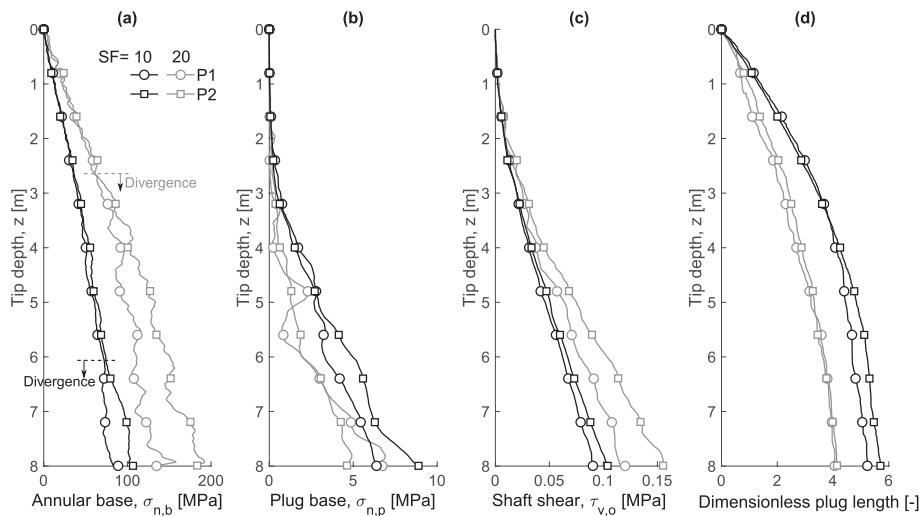 (a)
(b)
(c)
(d)
SF= 10 20
P1
P2
Divergence
Divergence
Tip depth, z [m]
0
1
2
3
4
5
6
7
8
0 100 200
Annular base, σn,b [MPa]
Tip depth, z [m]
0
1
2
3
4
5
6
7
8
0 5 10
Plug base, σn,p [MPa]
Tip depth, z [m]
0
1
2
3
4
5
6
7
8
0 0.05 0.1 0.15
Shaft shear, τv,o [MPa]
Tip depth, z [m]
0
1
2
3
4
5
6
7
8
0 1 2 3 4 5 6
Dimensionless plug length [-]